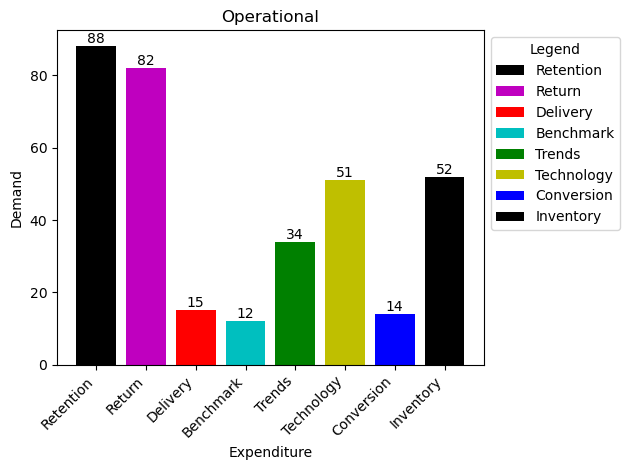 Operational
88
82
15
12
34
51
14
52
80
60
40
20
0
Demand
Retention
Return
Delivery
Benchmark
Trends
Technology
Conversion
Inventory
Expenditure
Legend
Retention
Return
Delivery
Benchmark
Trends
Technology
Conversion
Inventory